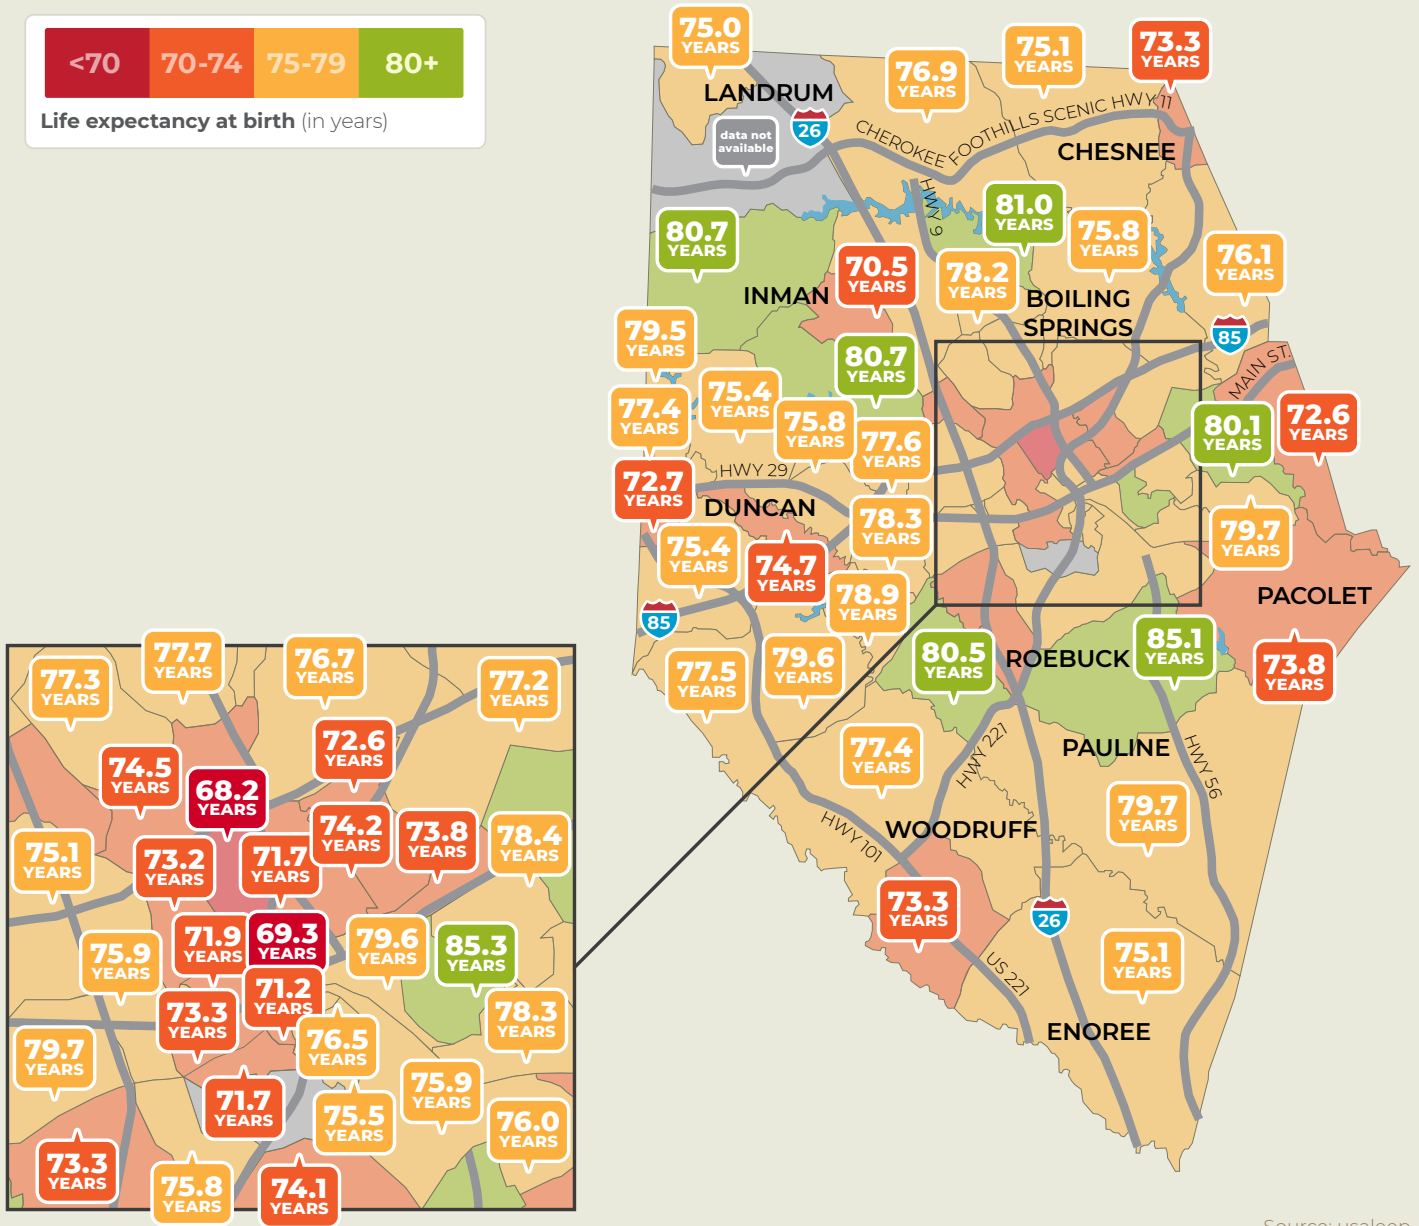 <70
70-74
75-79
80+
Life expectancy at birth (in years)
75.0
YEARS
76.9
YEARS
75.1
YEARS
73.3
YEARS
LANDRUM
26
data not
available
CHEROKEE FOOTHILLS SCENIC HWY 11
CHESNEE
HWY 9
80.7
YEARS
81.0
YEARS
75.8
YEARS
76.1
YEARS
70.5
YEARS
78.2
YEARS
INMAN
BOILING
SPRINGS
85
79.5
YEARS
80.7
YEARS
MAIN ST.
77.4
YEARS
75.4
YEARS
75.8
YEARS
77.6
YEARS
80.1
YEARS
72.6
YEARS
72.7
YEARS
HWY 29
DUNCAN
78.3
YEARS
79.7
YEARS
75.4
YEARS
74.7
YEARS
78.9
YEARS
PACOLET
85
77.5
YEARS
79.6
YEARS
80.5
YEARS
ROEBUCK
85.1
YEARS
73.8
YEARS
77.4
YEARS
HWY 221
PAULINE
HWY 56
79.7
YEARS
WOODRUFF
HWY 101
73.3
YEARS
26
75.1
YEARS
US 221
ENOREE
77.3
YEARS
77.7
YEARS
76.7
YEARS
77.2
YEARS
72.6
YEARS
74.5
YEARS
68.2
YEARS
74.2
YEARS
73.8
YEARS
78.4
YEARS
75.1
YEARS
73.2
YEARS
71.7
YEARS
75.9
YEARS
71.9
YEARS
69.3
YEARS
79.6
YEARS
85.3
YEARS
71.2
YEARS
73.3
YEARS
78.3
YEARS
79.7
YEARS
76.5
YEARS
75.9
YEARS
71.7
YEARS
75.5
YEARS
76.0
YEARS
73.3
YEARS
75.8
YEARS
74.1
YEARS